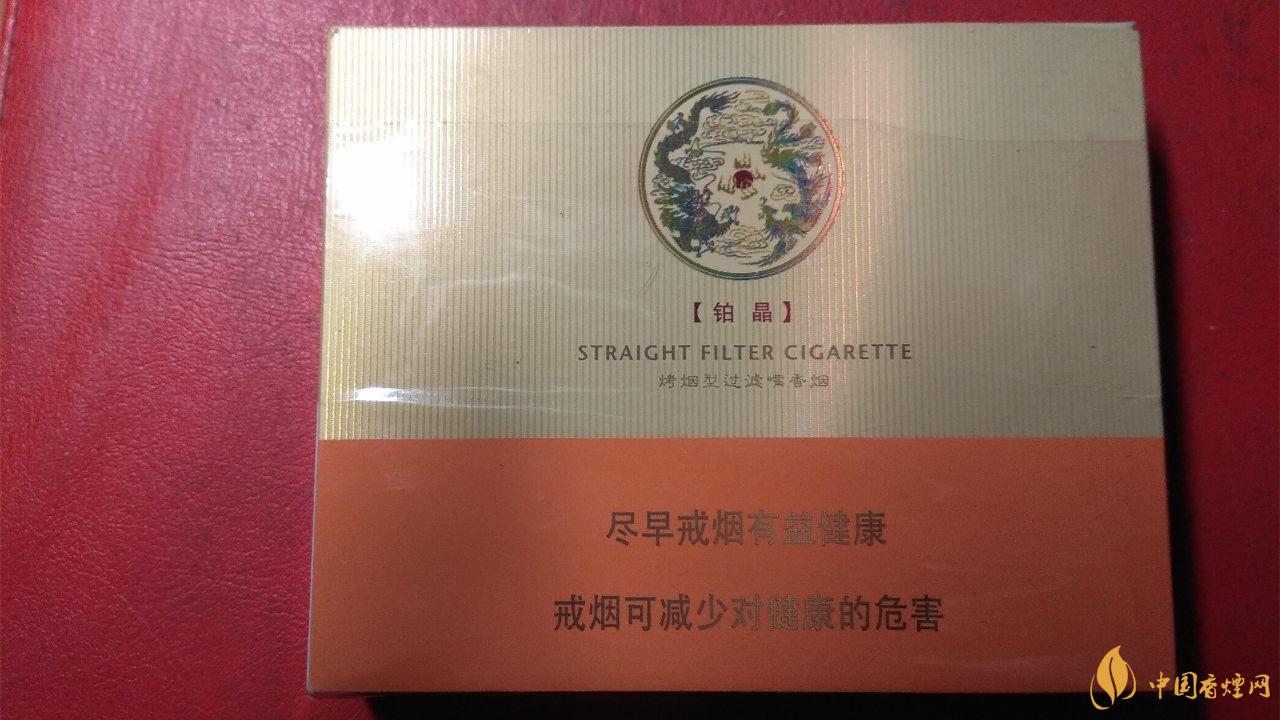 【铂晶】
STRAIGHT FILTER CIGARETTE
烤烟型过滤嘴香烟
尽早戒烟有益健康
戒烟可减少对健康的危害
中国香煙网